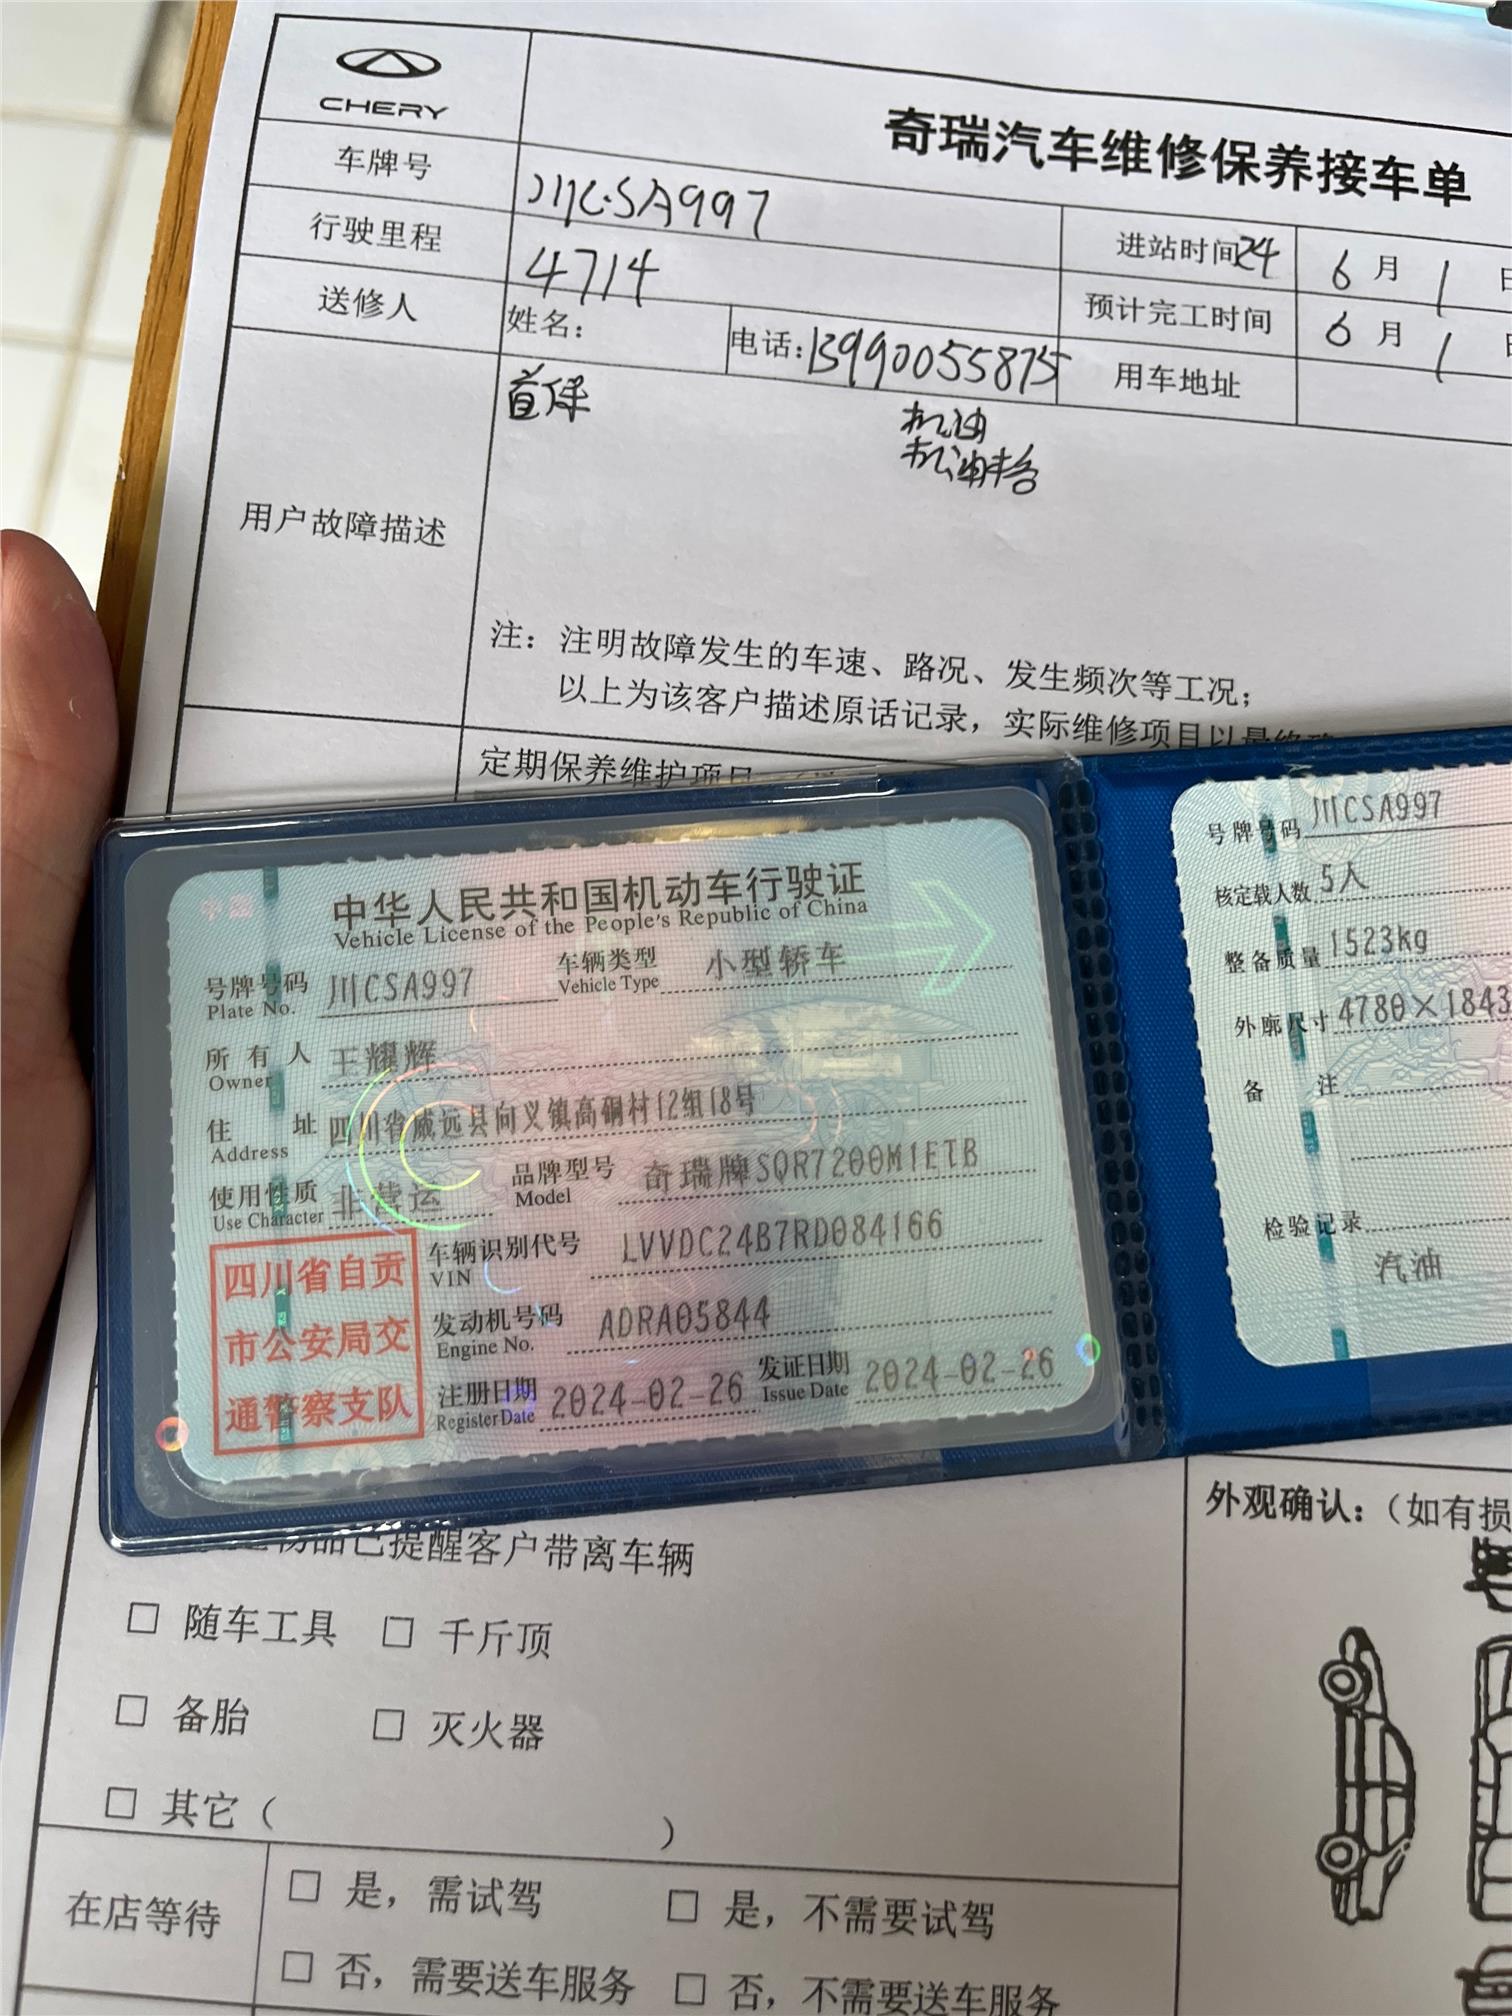 CHERY
奇瑞汽车维修保养接车单
车牌号 川C·SA997 进站时间 24 6月1日
行驶里程 4714 预计完工时间 6月1日
送修人 姓名: 电话:13990055875 用车地址
用户故障描述
首保
机油
机油格
注：注明故障发生的车速、路况、发生频次等工况；
以上为该客户描述原话记录，实际维修项目以最终
定期保养维护项目
中华人民共和国机动车行驶证
Vehicle License of the People's Republic of China
号牌号码 川CSA997 车辆类型 小型轿车
Plate No. Vehicle Type
所有人 王耀辉
Owner
住址 四川省威远县向义镇高硐村12组18号
Address
品牌型号 奇瑞牌SQR7200M1ETB
Model
使用性质 非营运
Use Character
车辆识别代号 LVVDC24B7RD084166
VIN
发动机号码 ADRA05844
Engine No.
注册日期 2024-02-26 发证日期 2024-02-26
Register Date Issue Date
四川省自贡
市公安局交
通警察支队
号牌号码 川CSA997
核定载人数 5人
整备质量 1523kg
外廓尺寸 4780×1843
备注
检验记录
汽油
物品已提醒客户带离车辆
□ 随车工具 □ 千斤顶
□ 备胎 □ 灭火器
□ 其它（ ）
外观确认：（如有损
在店等待
□ 是，需试驾 □ 是，不需要试驾
□ 否，需要送车服务 □ 否，不需要送车服务